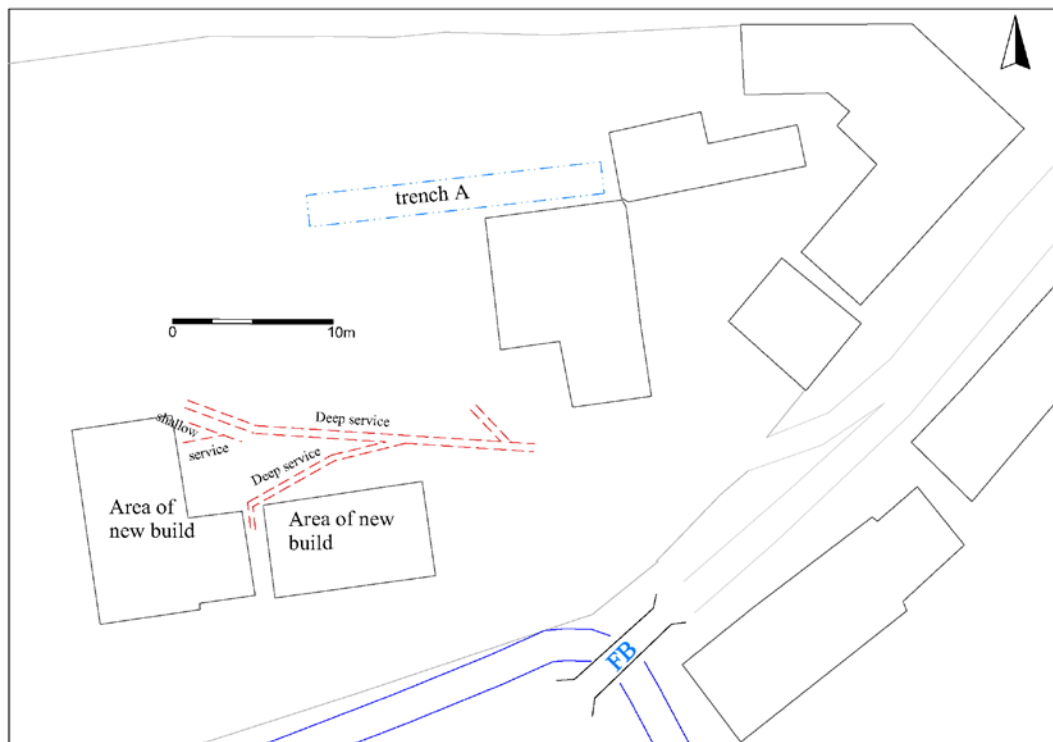 trench A
0
10m
shallow
service
Deep service
Deep service
Area of
new build
Area of new
build
FB